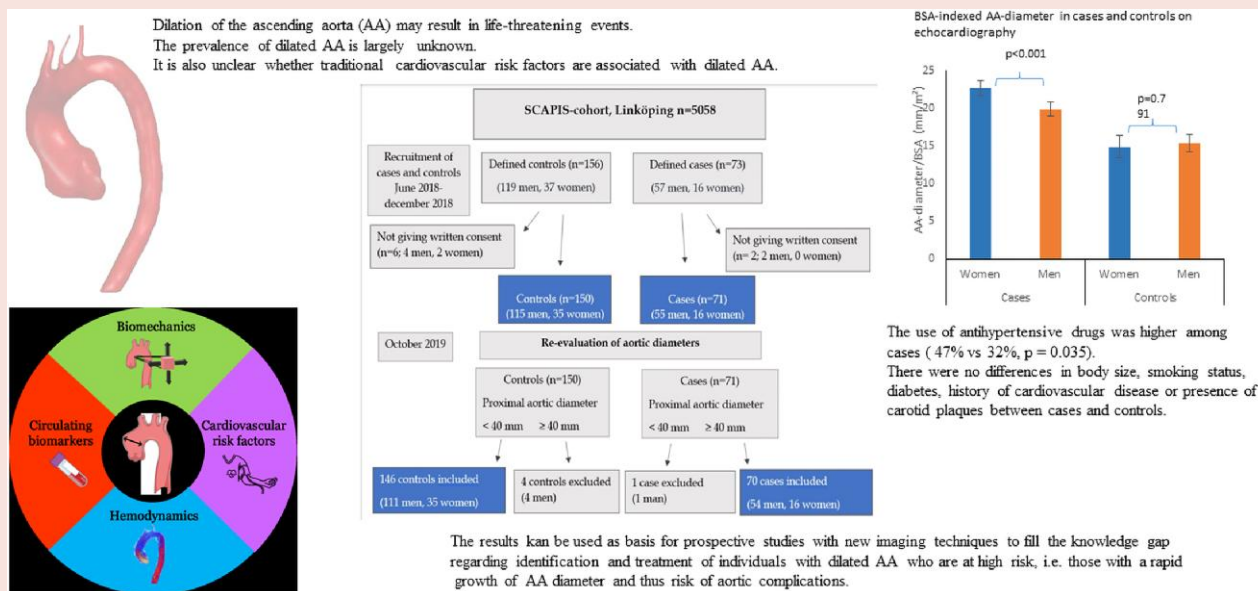 Dilation of the ascending aorta (AA) may result in life-threatening events.
The prevalence of dilated AA is largely unknown.
It is also unclear whether traditional cardiovascular risk factors are associated with dilated AA.
SCAPIS-cohort, Linköping n=5058
Recruitment of
cases and controls
June 2018-
december 2018
Defined controls (n=156)
(119 men, 37 women)
Defined cases (n=73)
(57 men, 16 women)
Not giving written consent
(n=6; 4 men, 2 women)
Not giving written consent
(n= 2; 2 men, 0 women)
Controls (n=150)
(115 men, 35 women)
Cases (n=71)
(55 men, 16 women)
October 2019
Re-evaluation of aortic diameters
Controls (n=150)
Proximal aortic diameter
< 40 mm ≥ 40 mm
Cases (n=71)
Proximal aortic diameter
< 40 mm ≥ 40 mm
146 controls included
(111 men, 35 women)
4 controls excluded
(4 men)
1 case excluded
(1 man)
70 cases included
(54 men, 16 women)
Biomechanics
Circulating
biomarkers
Cardiovascular
risk factors
Hemodynamics
BSA-indexed AA-diameter in cases and controls on
echocardiography
p<0.001
p=0.7
91
AA-diameter/BSA (mm/m²)
25
20
15
10
5
0
Women Men Women Men
Cases Controls
The use of antihypertensive drugs was higher among
cases ( 47% vs 32%, p = 0.035).
There were no differences in body size, smoking status,
diabetes, history of cardiovascular disease or presence of
carotid plaques between cases and controls.
The results kan be used as basis for prospective studies with new imaging techniques to fill the knowledge gap
regarding identification and treatment of individuals with dilated AA who are at high risk, i.e. those with a rapid
growth of AA diameter and thus risk of aortic complications.